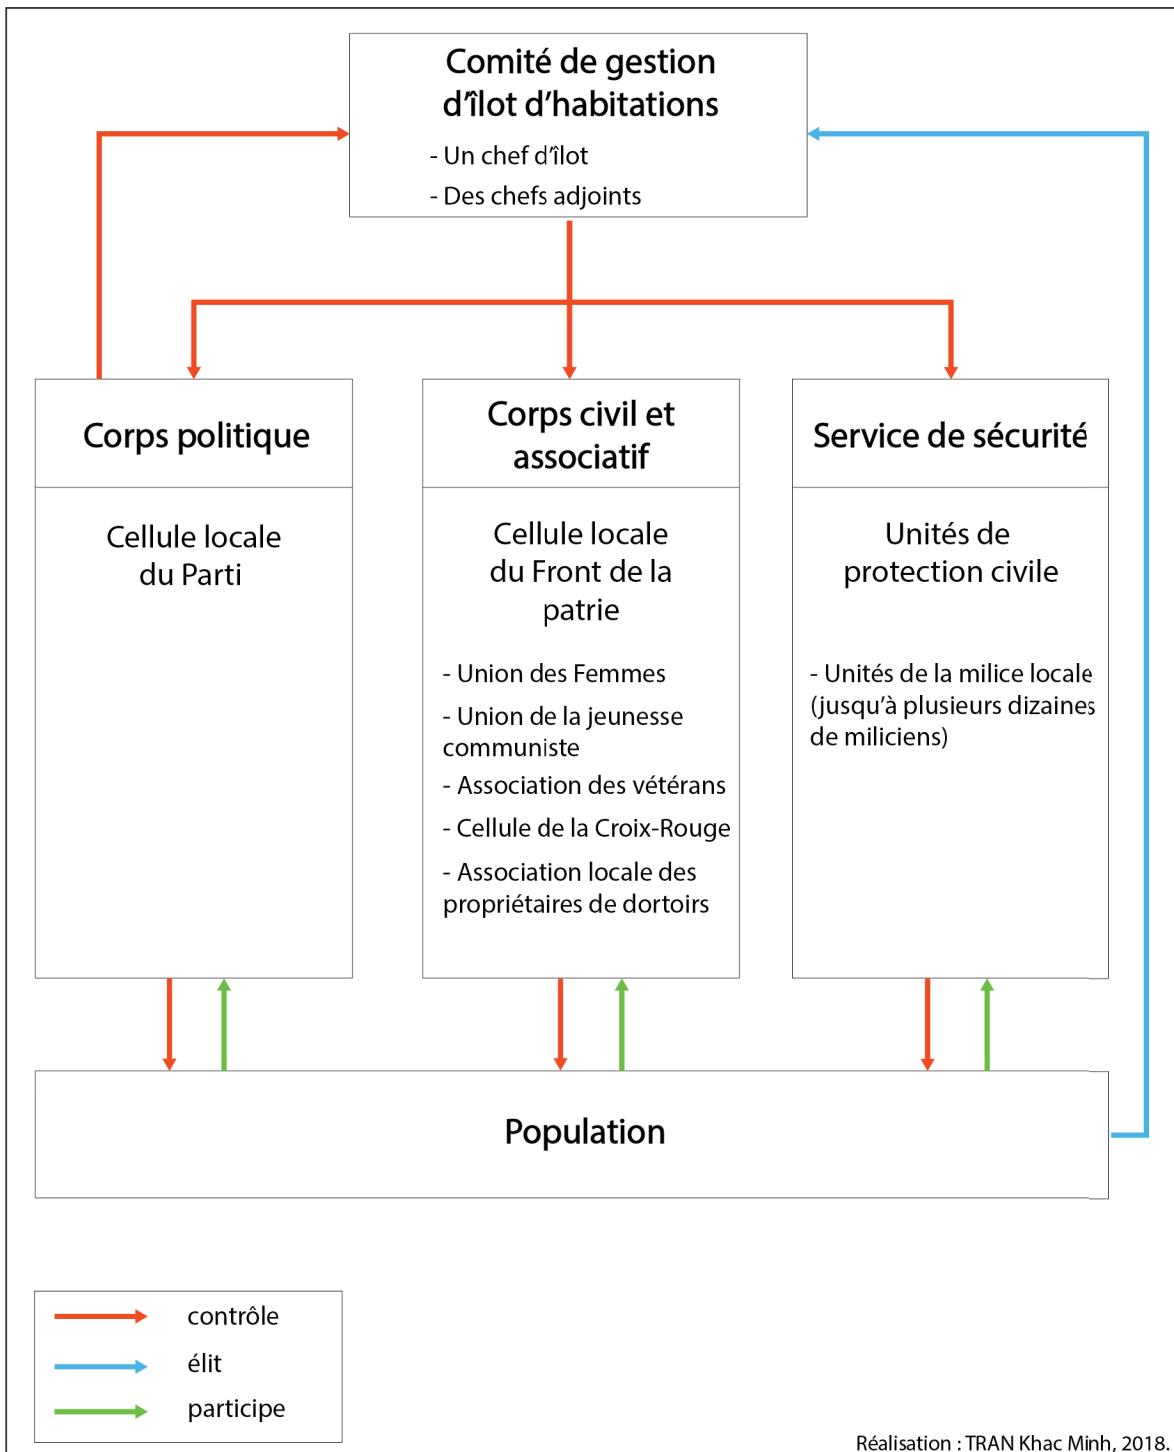 Comité de gestion
d'îlot d'habitations
- Un chef d'îlot
- Des chefs adjoints
Corps politique
Cellule locale
du Parti
Corps civil et
associatif
Cellule locale
du Front de la
patrie
- Union des Femmes
- Union de la jeunesse
communiste
- Association des vétérans
- Cellule de la Croix-Rouge
- Association locale des
propriétaires de dortoirs
Service de sécurité
Unités de
protection civile
- Unités de la milice locale
(jusqu'à plusieurs dizaines
de miliciens)
Population
contrôle
élit
participe
Réalisation : TRAN Khac Minh, 2018.